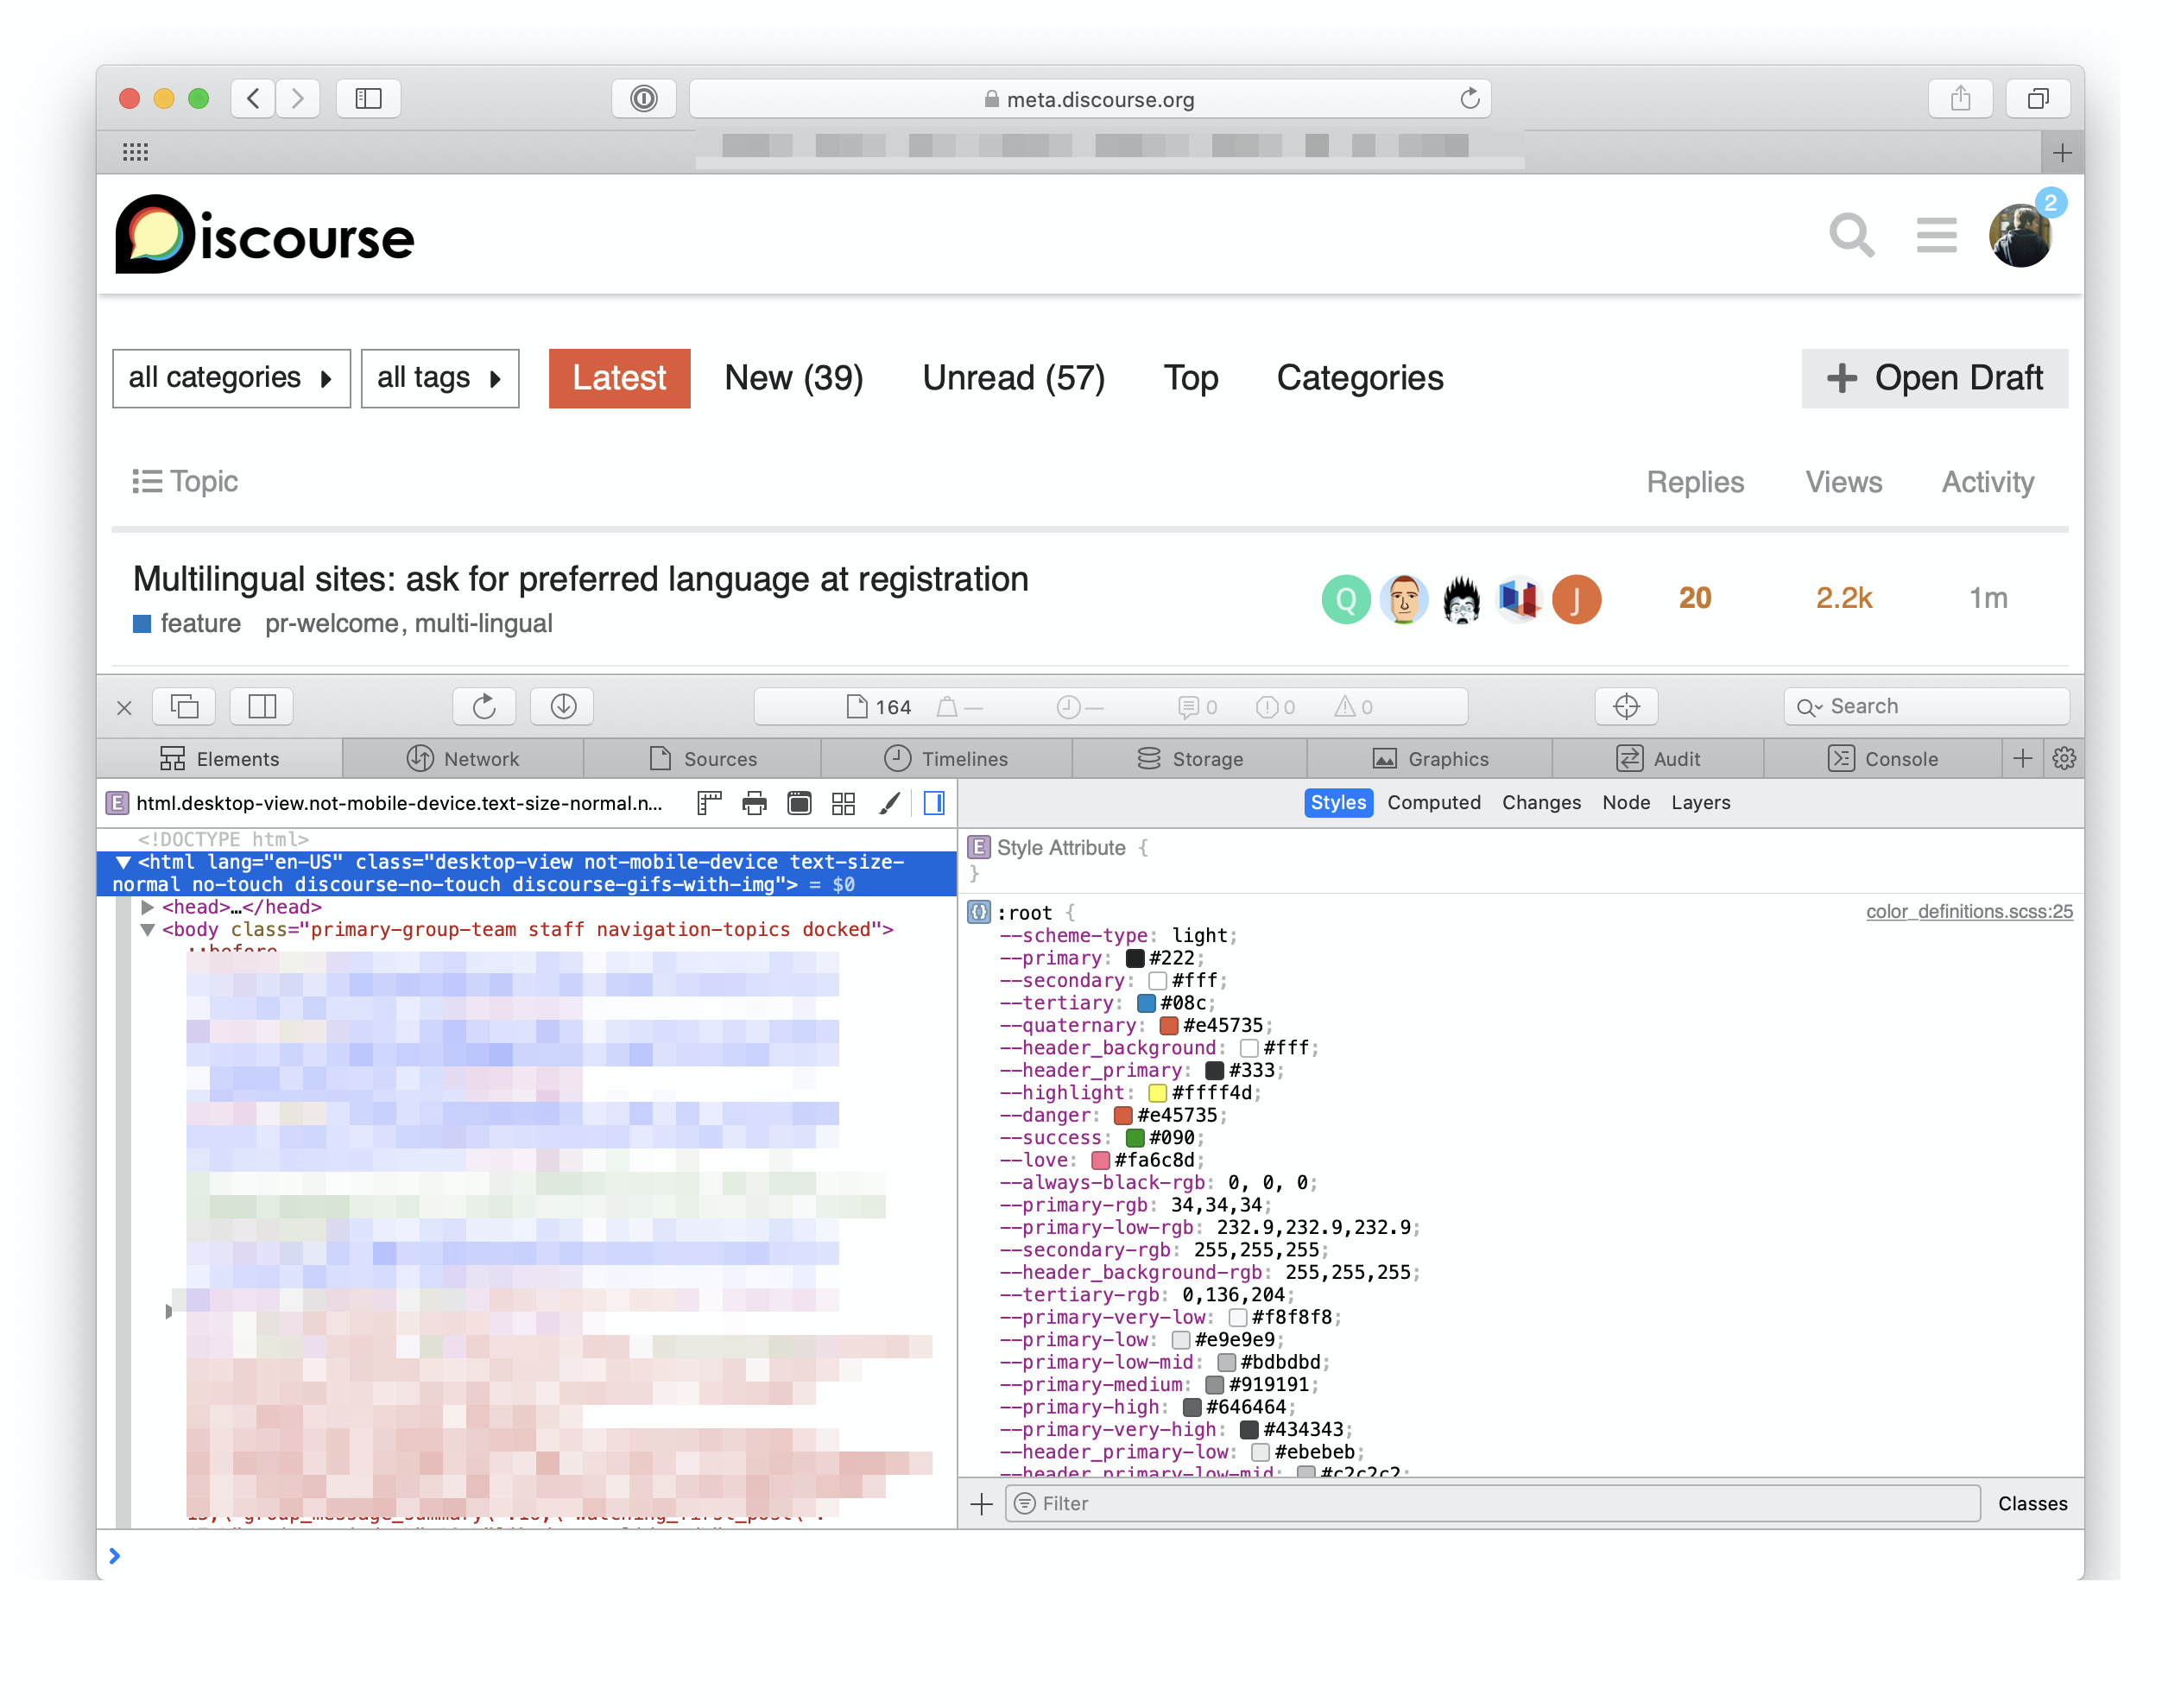 meta.discourse.org
Discourse
2
all categories
all tags
Latest
New (39)
Unread (57)
Top
Categories
Open Draft
Topic
Replies
Views
Activity
Multilingual sites: ask for preferred language at registration
feature pr-welcome, multi-lingual
Q
J
20
2.2k
1m
164
—
—
0
0
0
Search
Elements
Network
Sources
Timelines
Storage
Graphics
Audit
Console
E html.desktop-view.not-mobile-device.text-size-normal.n...
Styles
Computed
Changes
Node
Layers
<!DOCTYPE html>
<html lang="en-US" class="desktop-view not-mobile-device text-size-
normal no-touch discourse-no-touch discourse-gifs-with-img"> = $0
<head>…</head>
<body class="primary-group-team staff navigation-topics docked">
::before
E Style Attribute {
}
:root {
color_definitions.scss:25
--scheme-type: light;
--primary: #222;
--secondary: #fff;
--tertiary: #08c;
--quaternary: #e45735;
--header_background: #fff;
--header_primary: #333;
--highlight: #ffff4d;
--danger: #e45735;
--success: #090;
--love: #fa6c8d;
--always-black-rgb: 0, 0, 0;
--primary-rgb: 34,34,34;
--primary-low-rgb: 232.9,232.9,232.9;
--secondary-rgb: 255,255,255;
--header_background-rgb: 255,255,255;
--tertiary-rgb: 0,136,204;
--primary-very-low: #f8f8f8;
--primary-low: #e9e9e9;
--primary-low-mid: #bdbdbd;
--primary-medium: #919191;
--primary-high: #646464;
--primary-very-high: #434343;
--header_primary-low: #ebebeb;
--header_primary-low-mid: #c2c2c2;
Filter
Classes